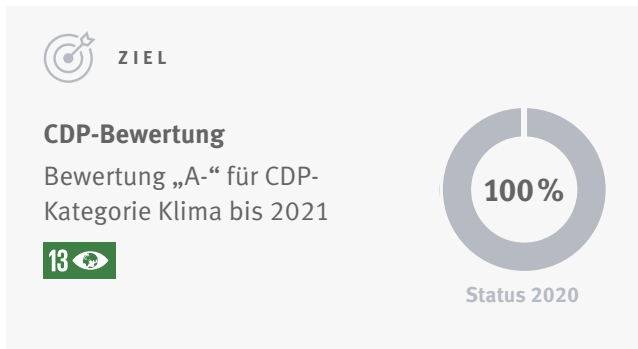 ZIEL
CDP-Bewertung
Bewertung „A-“ für CDP-
Kategorie Klima bis 2021
13
100 %
Status 2020